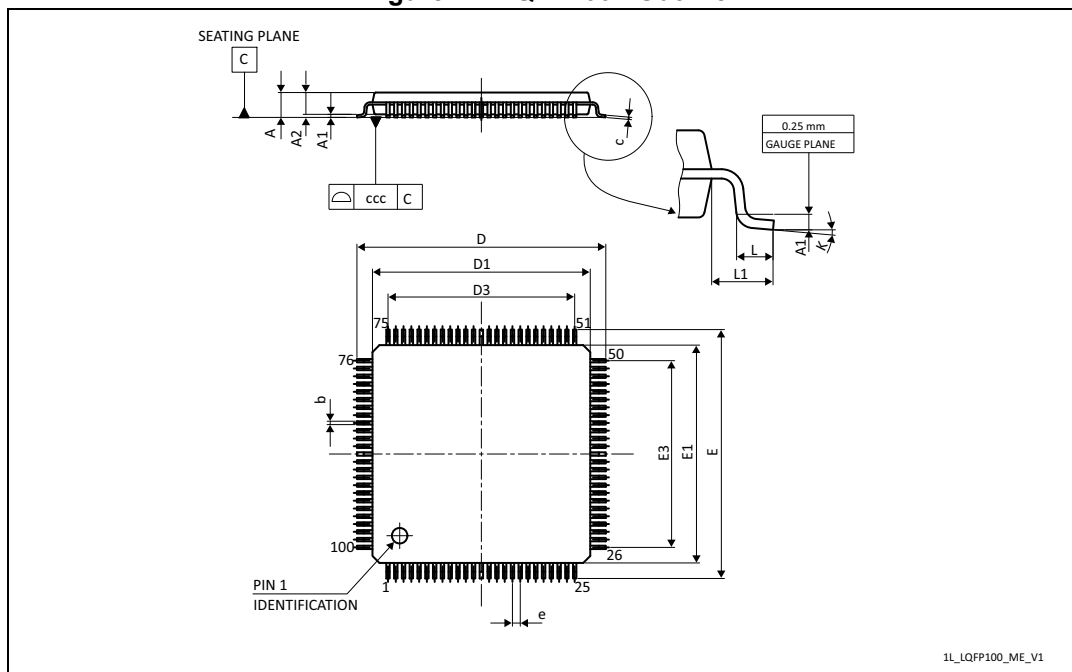 SEATING PLANE
C
A
A2
A1
c
ccc C
0.25 mm
GAUGE PLANE
A1
K
L
L1
D
D1
D3
75
51
76
50
b
E3
E1
E
100
26
PIN 1
IDENTIFICATION
1
25
e
1L_LQFP100_ME_V1